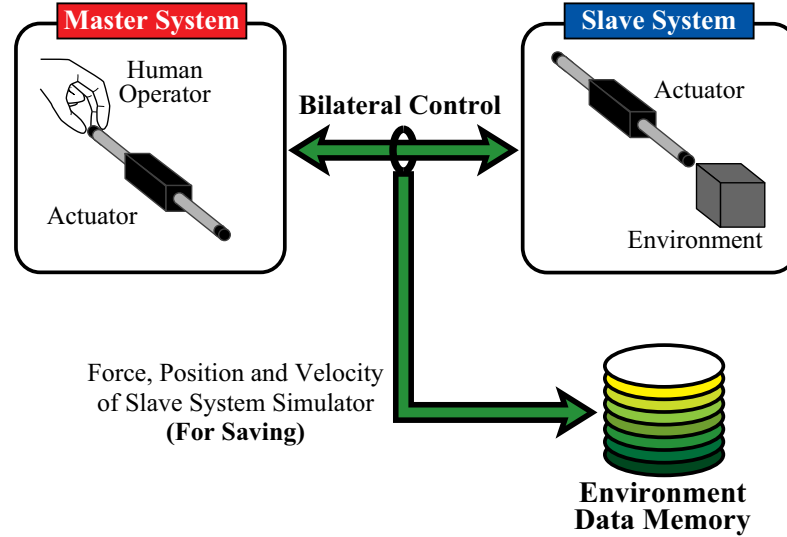 Master System
Slave System
Human
Operator
Actuator
Bilateral Control
Actuator
Environment
Force, Position and Velocity
of Slave System Simulator
(For Saving)
Environment
Data Memory